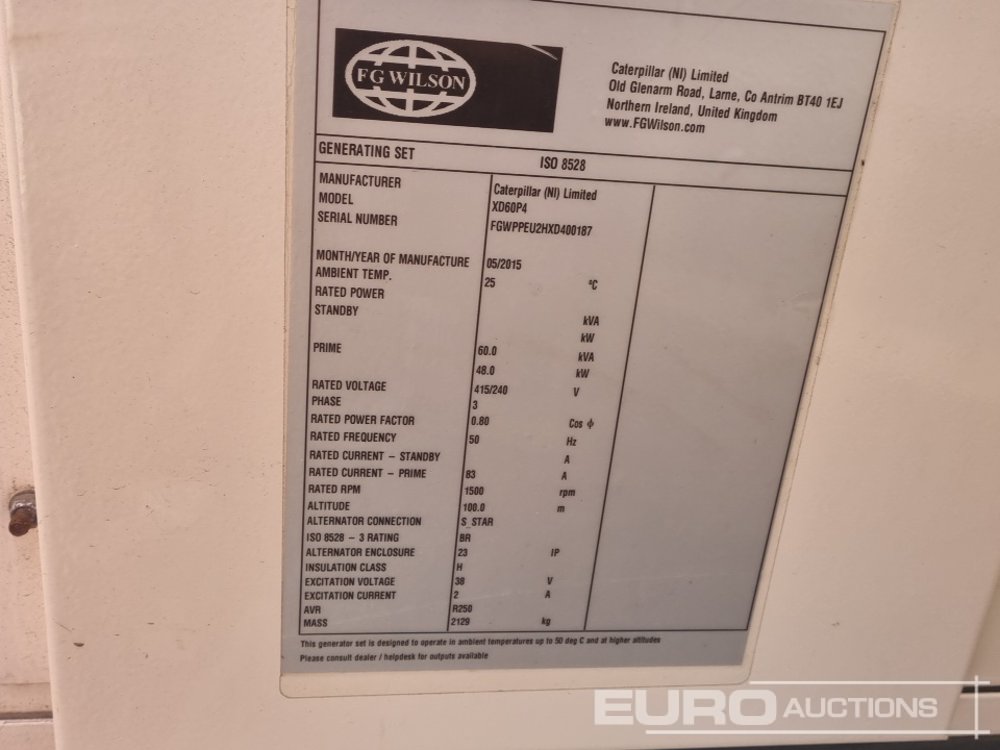 FG WILSON
Caterpillar (NI) Limited
Old Glenarm Road, Larne, Co Antrim BT40 1EJ
Northern Ireland, United Kingdom
www.FGWilson.com
GENERATING SET ISO 8528
MANUFACTURER Caterpillar (NI) Limited
MODEL XD60P4
SERIAL NUMBER FGWPPEU2HXD400187
MONTH/YEAR OF MANUFACTURE 05/2015
AMBIENT TEMP. 25 °C
RATED POWER
STANDBY kVA
kW
PRIME 60.0 kVA
48.0 kW
RATED VOLTAGE 415/240 V
PHASE 3
RATED POWER FACTOR 0.80 Cos ϕ
RATED FREQUENCY 50 Hz
RATED CURRENT – STANDBY A
RATED CURRENT – PRIME 83 A
RATED RPM 1500 rpm
ALTITUDE 100.0 m
ALTERNATOR CONNECTION S_STAR
ISO 8528 – 3 RATING BR
ALTERNATOR ENCLOSURE 23 IP
INSULATION CLASS H
EXCITATION VOLTAGE 38 V
EXCITATION CURRENT 2 A
AVR R250
MASS 2129 kg
This generator set is designed to operate in ambient temperatures up to 50 deg C and at higher altitudes
Please consult dealer / helpdesk for outputs available
EURO AUCTIONS